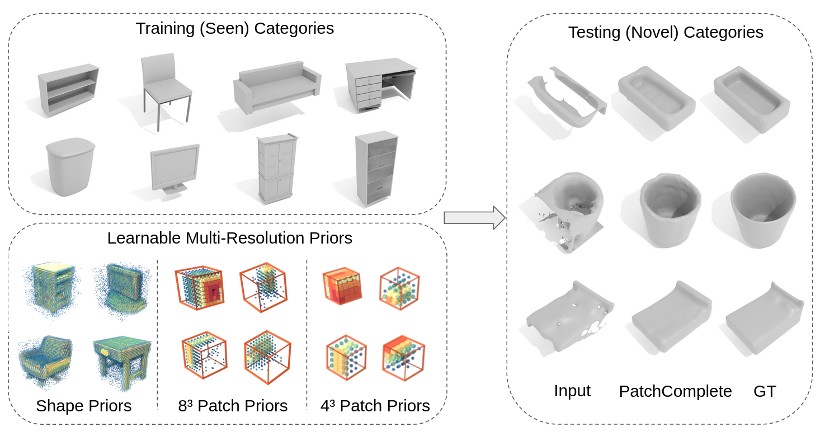 Training (Seen) Categories
Learnable Multi-Resolution Priors
Shape Priors
8³ Patch Priors
4³ Patch Priors
Testing (Novel) Categories
Input
PatchComplete
GT